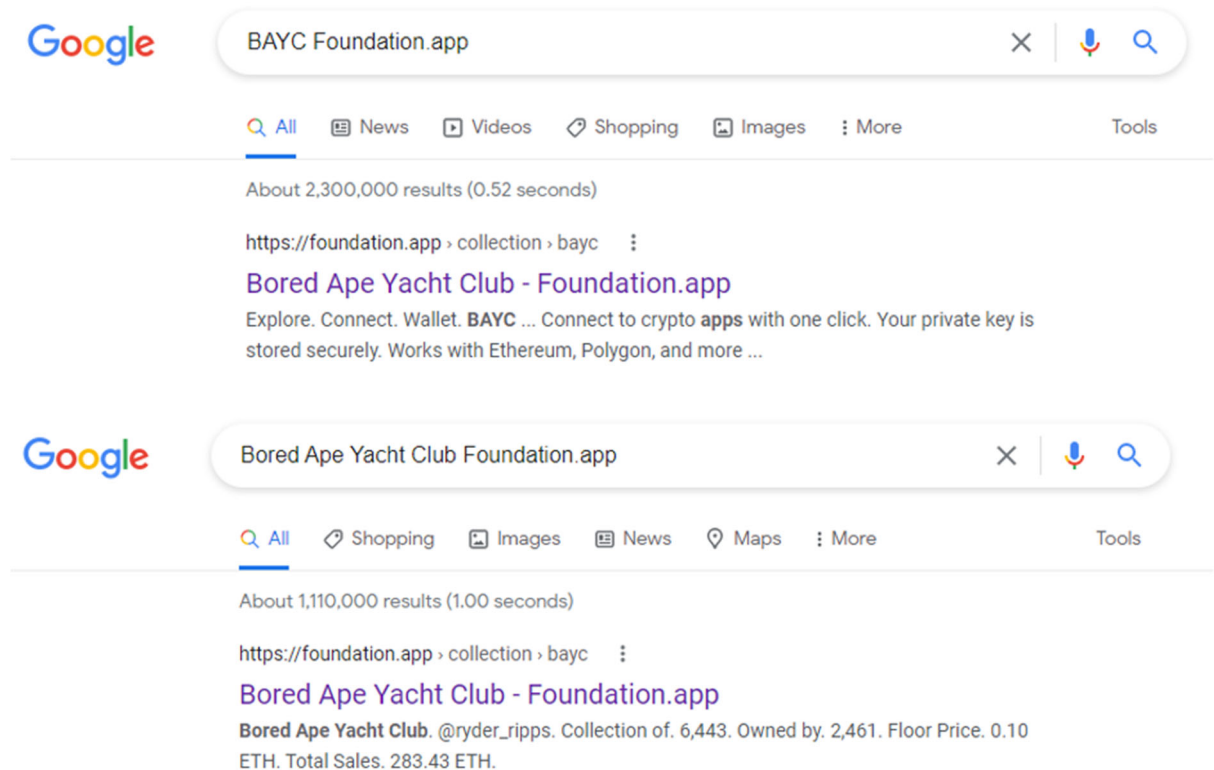 Google
BAYC Foundation.app
All News Videos Shopping Images More Tools
About 2,300,000 results (0.52 seconds)
https://foundation.app › collection › bayc
Bored Ape Yacht Club - Foundation.app
Explore. Connect. Wallet. BAYC ... Connect to crypto apps with one click. Your private key is
stored securely. Works with Ethereum, Polygon, and more ...
Google
Bored Ape Yacht Club Foundation.app
All Shopping Images News Maps More Tools
About 1,110,000 results (1.00 seconds)
https://foundation.app › collection › bayc
Bored Ape Yacht Club - Foundation.app
Bored Ape Yacht Club. @ryder_ripps. Collection of. 6,443. Owned by. 2,461. Floor Price. 0.10
ETH. Total Sales. 283.43 ETH.